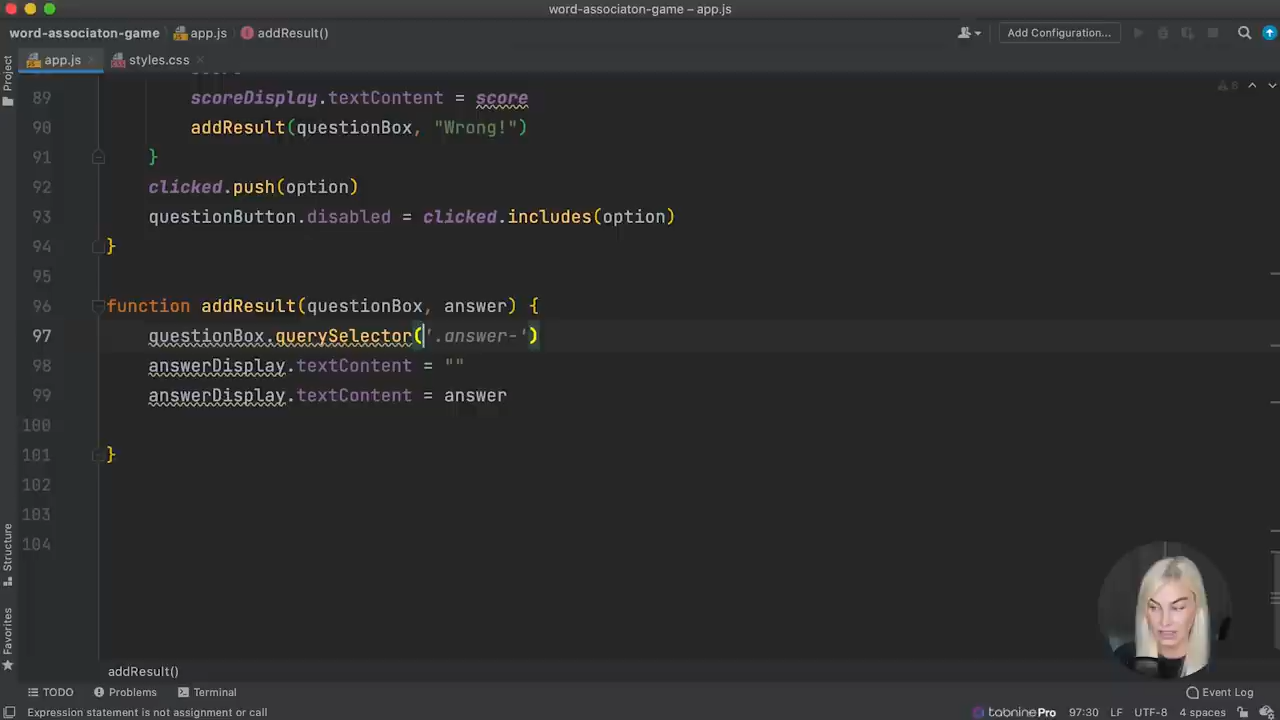 word-associaton-game – app.js
word-associaton-game app.js addResult() Add Configuration...
Project app.js styles.css
89 scoreDisplay.textContent = score 8
90 addResult(questionBox, "Wrong!")
91 }
92 clicked.push(option)
93 questionButton.disabled = clicked.includes(option)
94 }
95
96 function addResult(questionBox, answer) {
97 questionBox.querySelector('.answer-')
98 answerDisplay.textContent = ""
99 answerDisplay.textContent = answer
100
101 }
102
103
104
Structure
Favorites
addResult()
TODO Problems Terminal Event Log
Expression statement is not assignment or call tabnine Pro 97:30 LF UTF-8 4 spaces